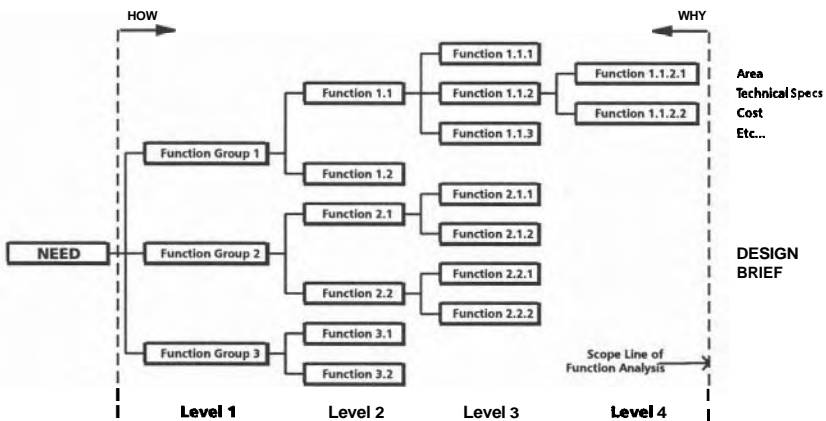 HOW
WHY
Function 1.1.1
Function 1.1.2.1
Area
Function 1.1
Function 1.1.2
Technical Specs
Function 1.1.2.2
Cost
Function 1.1.3
Etc...
Function Group 1
Function 1.2
Function 2.1.1
Function 2.1
Function 2.1.2
NEED
Function Group 2
DESIGN
BRIEF
Function 2.2.1
Function 2.2
Function 2.2.2
Function 3.1
Function Group 3
Scope Line of
Function Analysis
Function 3.2
Level 1
Level 2
Level 3
Level 4